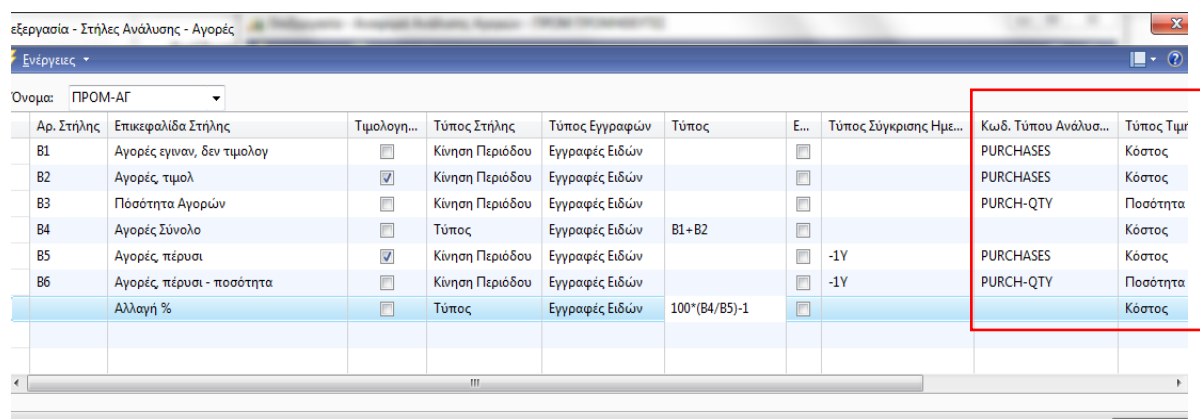 εξεργασία - Στήλες Ανάλυσης - Αγορές
Ενέργειες
Όνομα: ΠΡΟΜ-ΑΓ
Αρ. Στήλης Επικεφαλίδα Στήλης Τιμολογη... Τύπος Στήλης Τύπος Εγγραφών Τύπος Ε... Τύπος Σύγκρισης Ημε... Κωδ. Τύπου Ανάλυσ... Τύπος Τιμή
B1 Αγορές εγιναν, δεν τιμολογ Κίνηση Περιόδου Εγγραφές Ειδών PURCHASES Κόστος
B2 Αγορές, τιμολ Κίνηση Περιόδου Εγγραφές Ειδών PURCHASES Κόστος
B3 Πόσότητα Αγορών Κίνηση Περιόδου Εγγραφές Ειδών PURCH-QTY Ποσότητα
B4 Αγορές Σύνολο Τύπος Εγγραφές Ειδών B1+B2 Κόστος
B5 Αγορές, πέρυσι Κίνηση Περιόδου Εγγραφές Ειδών -1Y PURCHASES Κόστος
B6 Αγορές, πέρυσι - ποσότητα Κίνηση Περιόδου Εγγραφές Ειδών -1Y PURCH-QTY Ποσότητα
Αλλαγή % Τύπος Εγγραφές Ειδών 100*(B4/B5)-1 Κόστος